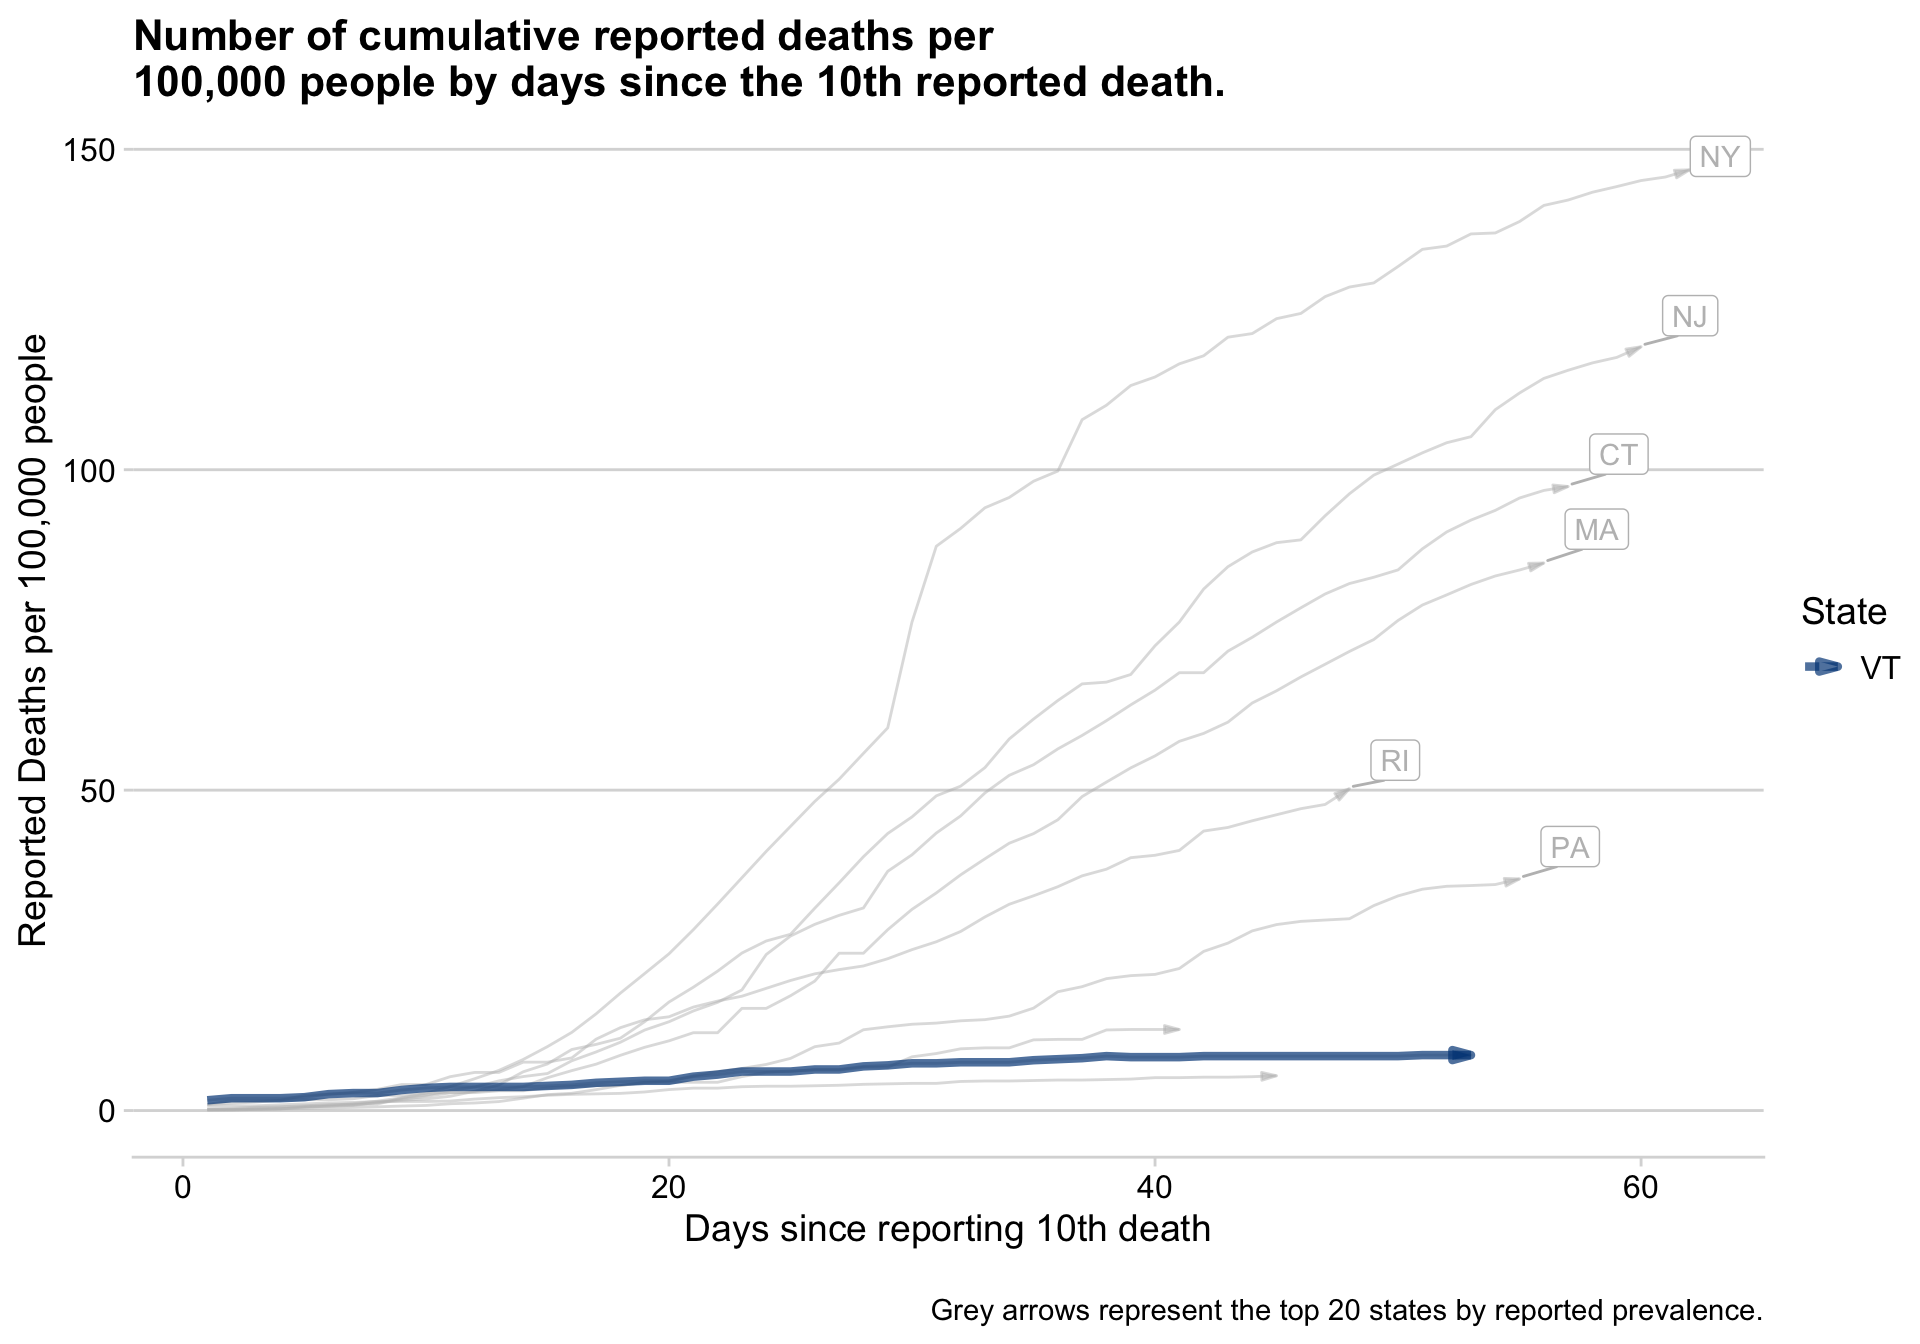 Number of cumulative reported deaths per
100,000 people by days since the 10th reported death.
Reported Deaths per 100,000 people
150
100
50
0
NY
NJ
CT
MA
RI
PA
State
VT
0
20
40
60
Days since reporting 10th death
Grey arrows represent the top 20 states by reported prevalence.